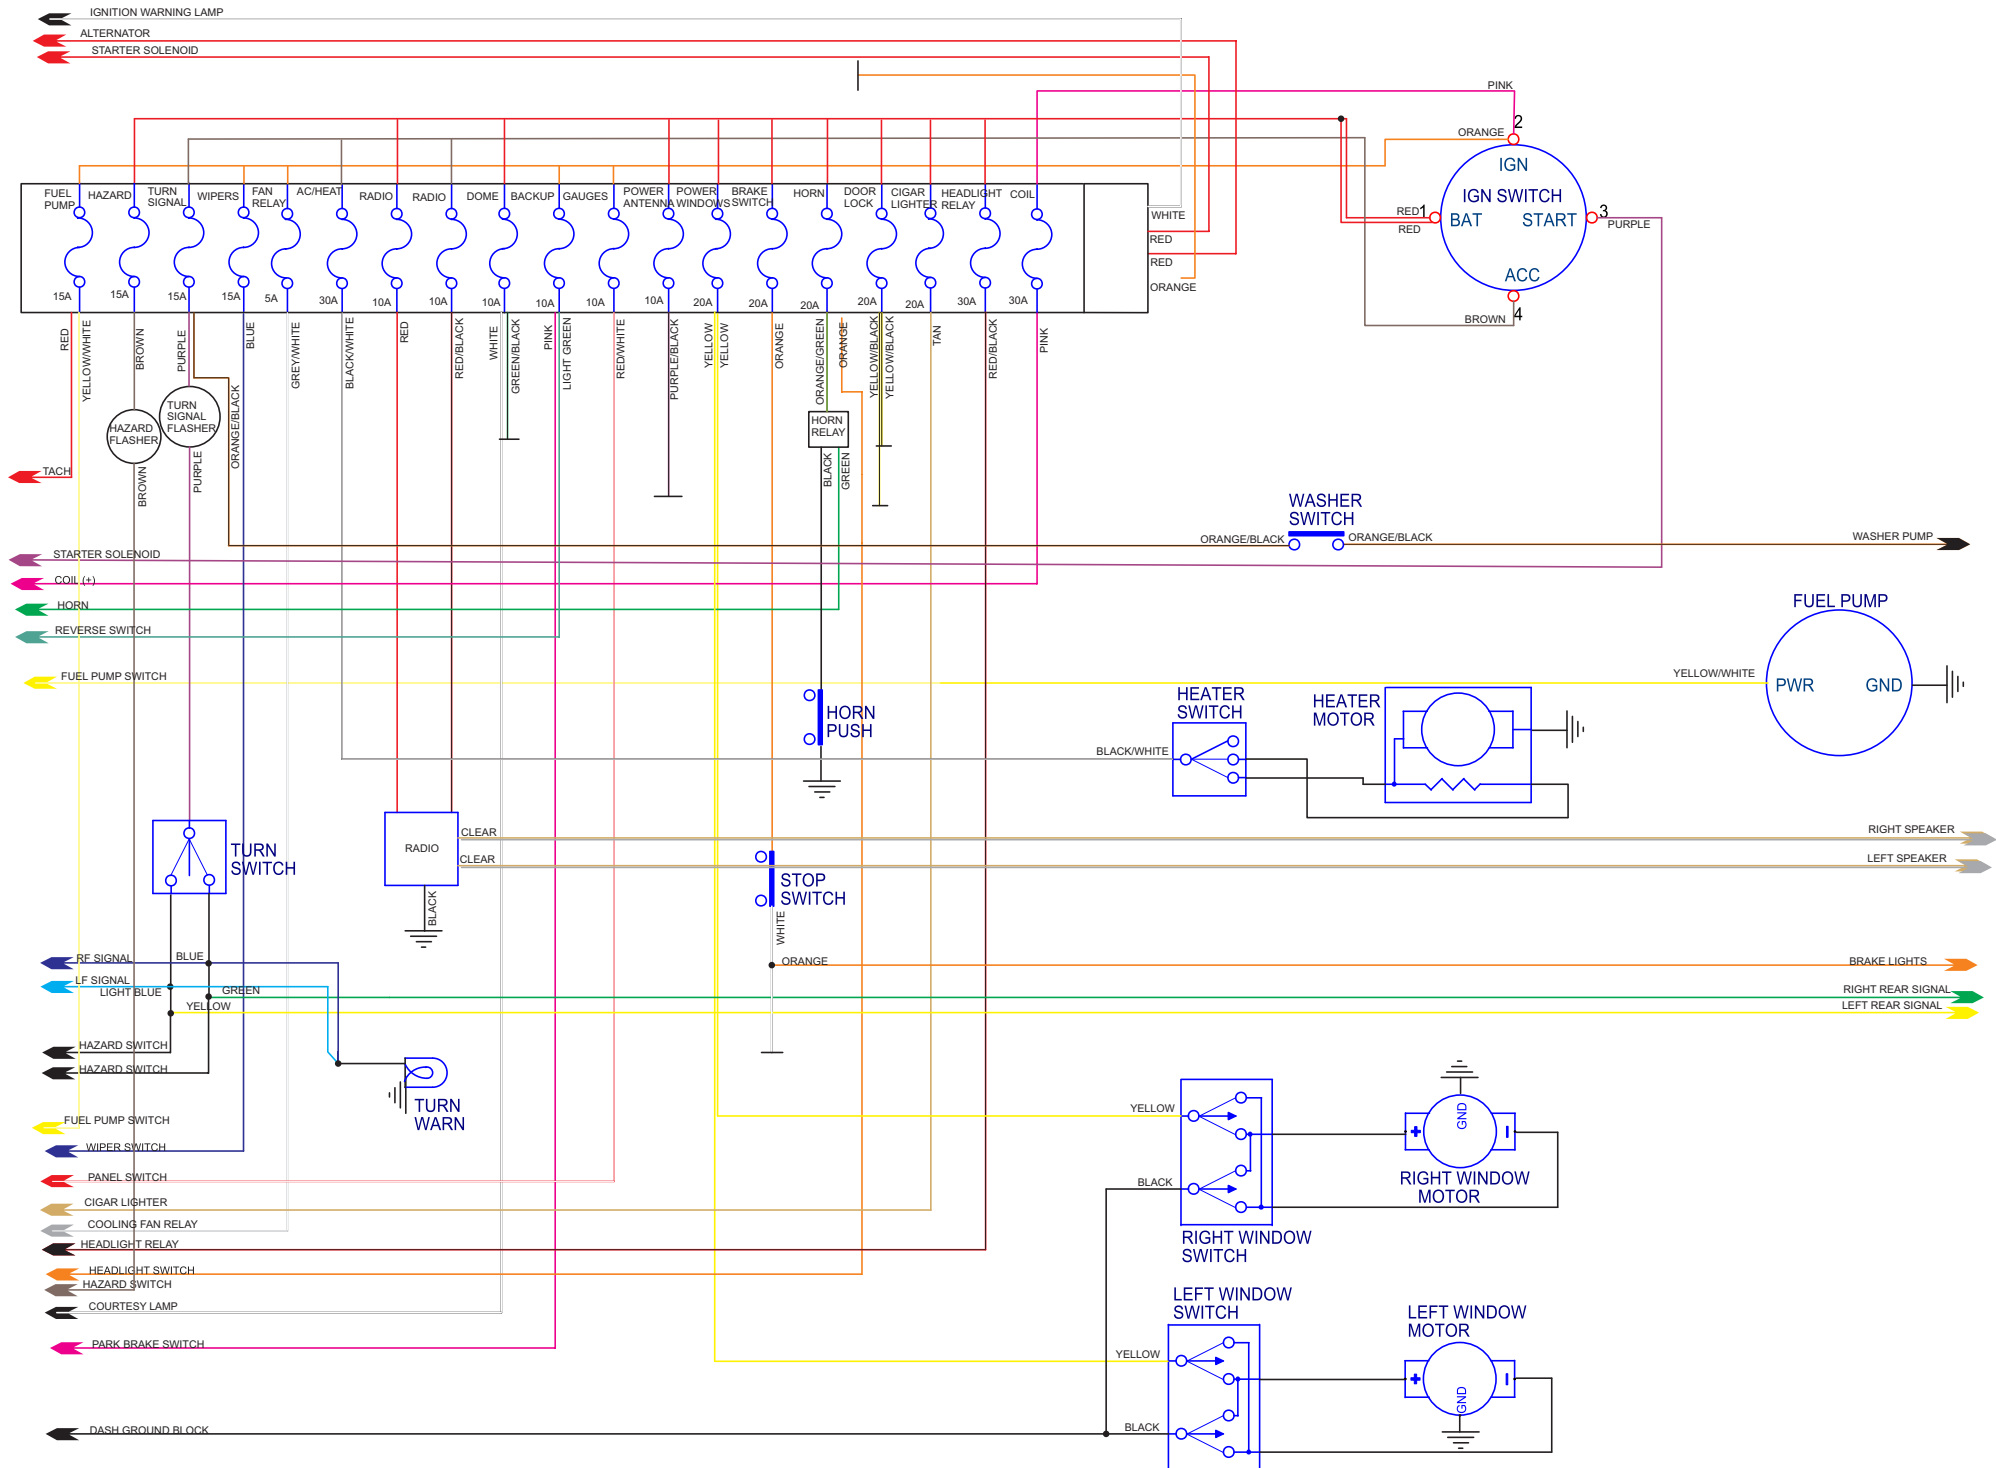 IGNITION WARNING LAMP
ALTERNATOR
STARTER SOLENOID
PINK
2
ORANGE
IGN
IGN SWITCH
RED
1
BAT
START
3
PURPLE
RED
ACC
4
BROWN
FUEL
PUMP
HAZARD
TURN
SIGNAL
WIPERS
FAN
RELAY
AC/HEAT
RADIO
RADIO
DOME
BACKUP
GAUGES
POWER
ANTENNA
POWER
WINDOWS
BRAKE
SWITCH
HORN
DOOR
LOCK
CIGAR
LIGHTER
HEADLIGHT
RELAY
COIL
WHITE
RED
RED
ORANGE
15A
15A
15A
15A
5A
30A
10A
10A
10A
10A
10A
10A
20A
20A
20A
20A
20A
30A
30A
RED
YELLOW/WHITE
BROWN
PURPLE
ORANGE/BLACK
BLUE
GREY/WHITE
BLACK/WHITE
RED
RED/BLACK
WHITE
GREEN/BLACK
PINK
LIGHT GREEN
RED/WHITE
PURPLE/BLACK
YELLOW
YELLOW
ORANGE
ORANGE/GREEN
ORANGE
YELLOW/BLACK
YELLOW/BLACK
TAN
RED/BLACK
PINK
HAZARD
FLASHER
TURN
SIGNAL
FLASHER
HORN
RELAY
BROWN
PURPLE
BLACK
GREEN
TACH
WASHER
SWITCH
ORANGE/BLACK
ORANGE/BLACK
WASHER PUMP
STARTER SOLENOID
COIL (+)
HORN
REVERSE SWITCH
FUEL PUMP SWITCH
FUEL PUMP
YELLOW/WHITE
PWR
GND
HORN
PUSH
HEATER
SWITCH
HEATER
MOTOR
BLACK/WHITE
TURN
SWITCH
RADIO
CLEAR
CLEAR
BLACK
RIGHT SPEAKER
LEFT SPEAKER
STOP
SWITCH
WHITE
ORANGE
BRAKE LIGHTS
RF SIGNAL
BLUE
LF SIGNAL
LIGHT BLUE
GREEN
YELLOW
RIGHT REAR SIGNAL
LEFT REAR SIGNAL
HAZARD SWITCH
HAZARD SWITCH
TURN
WARN
FUEL PUMP SWITCH
WIPER SWITCH
PANEL SWITCH
CIGAR LIGHTER
COOLING FAN RELAY
HEADLIGHT RELAY
HEADLIGHT SWITCH
HAZARD SWITCH
COURTESY LAMP
PARK BRAKE SWITCH
DASH GROUND BLOCK
YELLOW
BLACK
RIGHT WINDOW
SWITCH
GND
+
–
RIGHT WINDOW
MOTOR
LEFT WINDOW
SWITCH
YELLOW
BLACK
LEFT WINDOW
MOTOR
+
–
GND